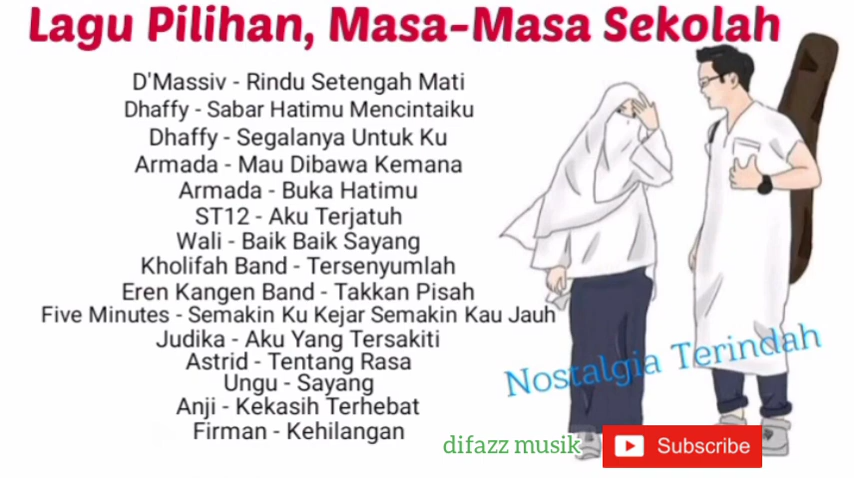 Lagu Pilihan, Masa-Masa Sekolah
D'Massiv - Rindu Setengah Mati
Dhaffy - Sabar Hatimu Mencintaiku
Dhaffy - Segalanya Untuk Ku
Armada - Mau Dibawa Kemana
Armada - Buka Hatimu
ST12 - Aku Terjatuh
Wali - Baik Baik Sayang
Kholifah Band - Tersenyumlah
Eren Kangen Band - Takkan Pisah
Five Minutes - Semakin Ku Kejar Semakin Kau Jauh
Judika - Aku Yang Tersakiti
Astrid - Tentang Rasa
Ungu - Sayang
Anji - Kekasih Terhebat
Firman - Kehilangan
Nostalgia Terindah
difazz musik
Subscribe